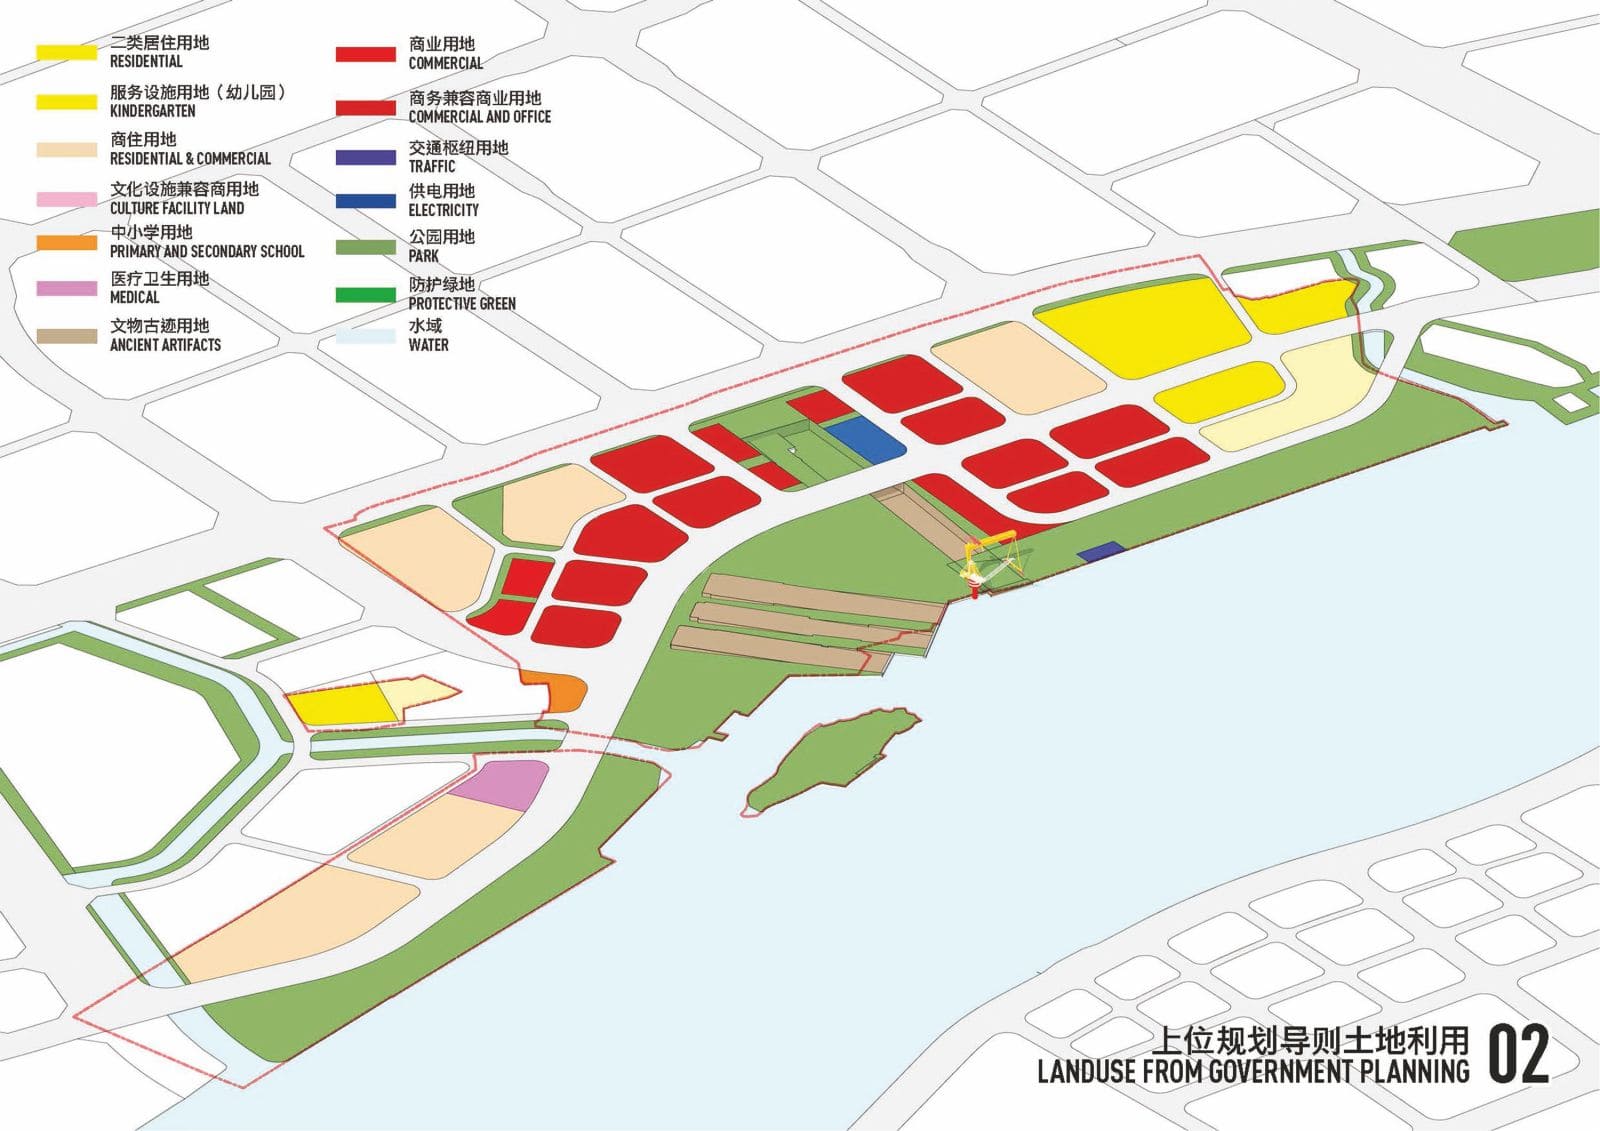 二类居住用地
RESIDENTIAL
服务设施用地（幼儿园）
KINDERGARTEN
商住用地
RESIDENTIAL & COMMERCIAL
文化设施兼容商用地
CULTURE FACILITY LAND
中小学用地
PRIMARY AND SECONDARY SCHOOL
医疗卫生用地
MEDICAL
文物古迹用地
ANCIENT ARTIFACTS
商业用地
COMMERCIAL
商务兼容商业用地
COMMERCIAL AND OFFICE
交通枢纽用地
TRAFFIC
供电用地
ELECTRICITY
公园用地
PARK
防护绿地
PROTECTIVE GREEN
水域
WATER
上位规划导则土地利用
LANDUSE FROM GOVERNMENT PLANNING
02